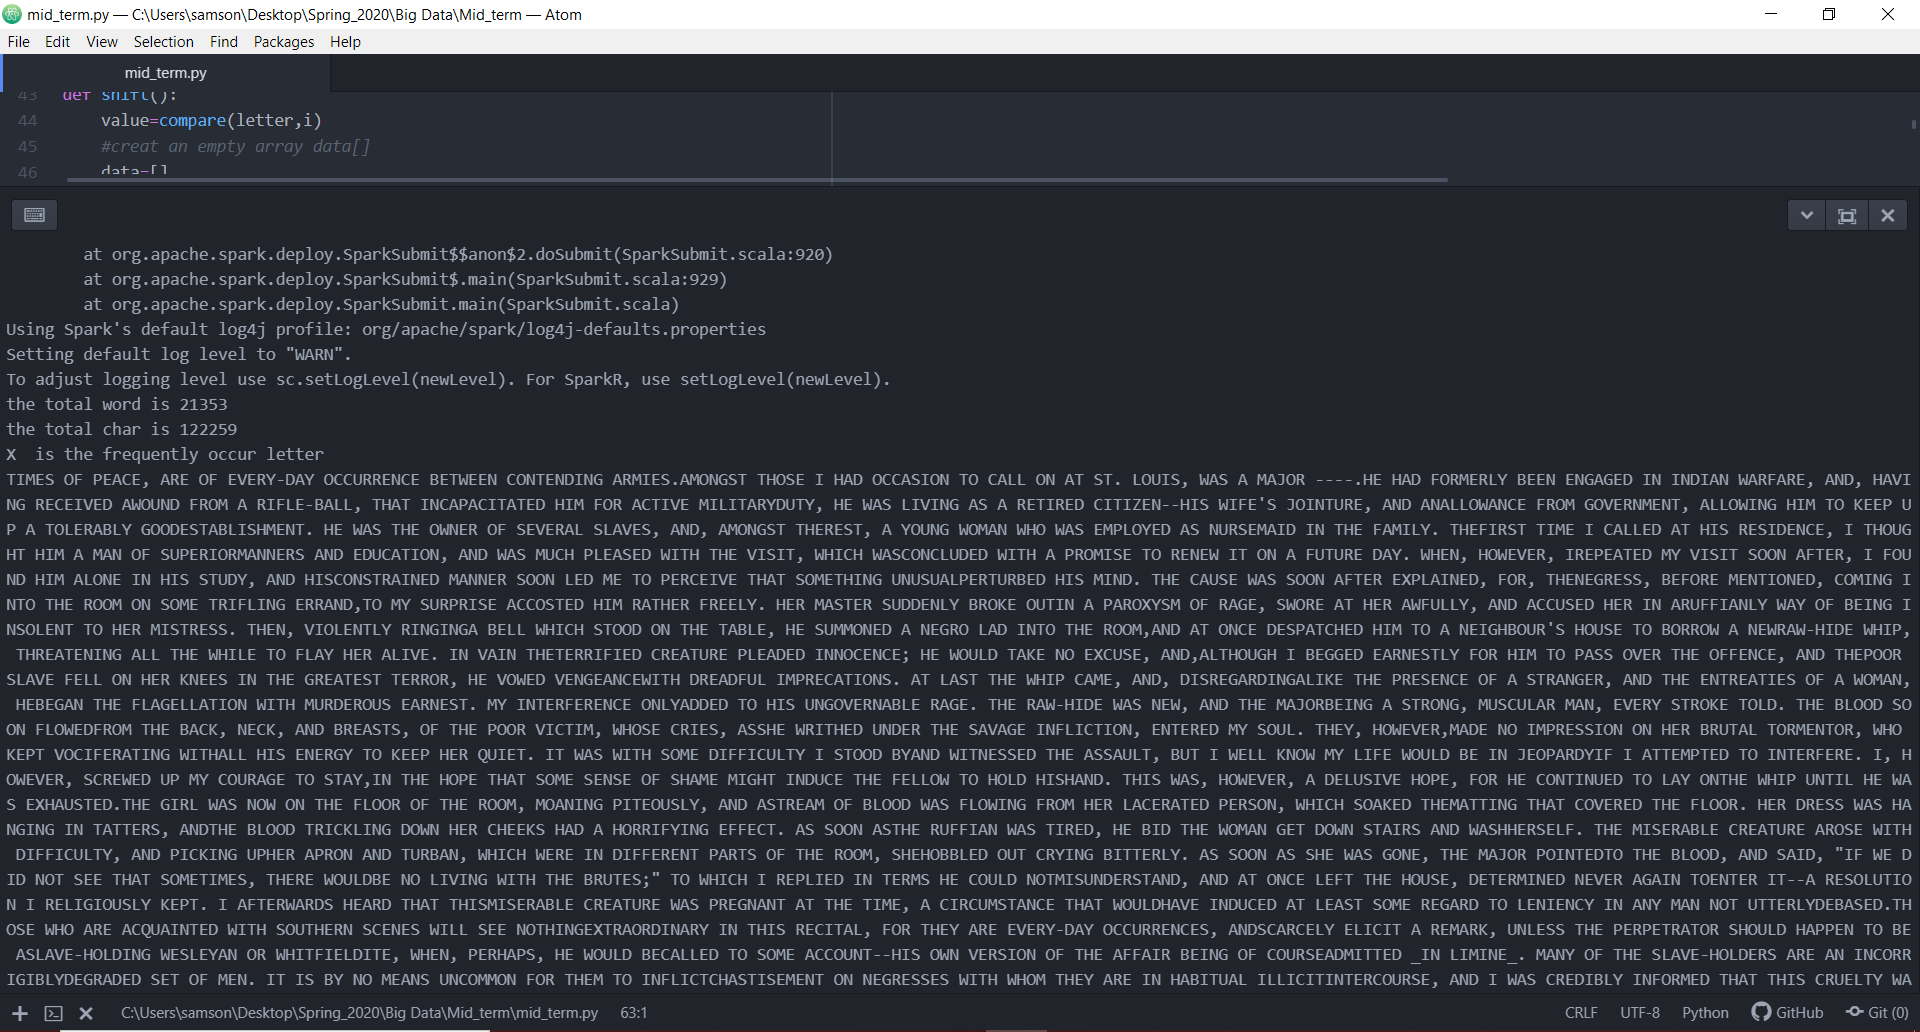 mid_term.py — C:\Users\samson\Desktop\Spring_2020\Big Data\Mid_term — Atom
File Edit View Selection Find Packages Help
mid_term.py
43 def shift():
44 value=compare(letter,i)
45 #creat an empty array data[]
46 data=[]
at org.apache.spark.deploy.SparkSubmit$$anon$2.doSubmit(SparkSubmit.scala:920)
at org.apache.spark.deploy.SparkSubmit$.main(SparkSubmit.scala:929)
at org.apache.spark.deploy.SparkSubmit.main(SparkSubmit.scala)
Using Spark's default log4j profile: org/apache/spark/log4j-defaults.properties
Setting default log level to "WARN".
To adjust logging level use sc.setLogLevel(newLevel). For SparkR, use setLogLevel(newLevel).
the total word is 21353
the total char is 122259
X  is the frequently occur letter
TIMES OF PEACE, ARE OF EVERY-DAY OCCURRENCE BETWEEN CONTENDING ARMIES.AMONGST THOSE I HAD OCCASION TO CALL ON AT ST. LOUIS, WAS A MAJOR ----.HE HAD FORMERLY BEEN ENGAGED IN INDIAN WARFARE, AND, HAVI
NG RECEIVED AWOUND FROM A RIFLE-BALL, THAT INCAPACITATED HIM FOR ACTIVE MILITARYDUTY, HE WAS LIVING AS A RETIRED CITIZEN--HIS WIFE'S JOINTURE, AND ANALLOWANCE FROM GOVERNMENT, ALLOWING HIM TO KEEP U
P A TOLERABLY GOODESTABLISHMENT. HE WAS THE OWNER OF SEVERAL SLAVES, AND, AMONGST THEREST, A YOUNG WOMAN WHO WAS EMPLOYED AS NURSEMAID IN THE FAMILY. THEFIRST TIME I CALLED AT HIS RESIDENCE, I THOUG
HT HIM A MAN OF SUPERIORMANNERS AND EDUCATION, AND WAS MUCH PLEASED WITH THE VISIT, WHICH WASCONCLUDED WITH A PROMISE TO RENEW IT ON A FUTURE DAY. WHEN, HOWEVER, IREPEATED MY VISIT SOON AFTER, I FOU
ND HIM ALONE IN HIS STUDY, AND HISCONSTRAINED MANNER SOON LED ME TO PERCEIVE THAT SOMETHING UNUSUALPERTURBED HIS MIND. THE CAUSE WAS SOON AFTER EXPLAINED, FOR, THENEGRESS, BEFORE MENTIONED, COMING I
NTO THE ROOM ON SOME TRIFLING ERRAND,TO MY SURPRISE ACCOSTED HIM RATHER FREELY. HER MASTER SUDDENLY BROKE OUTIN A PAROXYSM OF RAGE, SWORE AT HER AWFULLY, AND ACCUSED HER IN ARUFFIANLY WAY OF BEING I
NSOLENT TO HER MISTRESS. THEN, VIOLENTLY RINGINGA BELL WHICH STOOD ON THE TABLE, HE SUMMONED A NEGRO LAD INTO THE ROOM,AND AT ONCE DESPATCHED HIM TO A NEIGHBOUR'S HOUSE TO BORROW A NEWRAW-HIDE WHIP,
THREATENING ALL THE WHILE TO FLAY HER ALIVE. IN VAIN THETERRIFIED CREATURE PLEADED INNOCENCE; HE WOULD TAKE NO EXCUSE, AND,ALTHOUGH I BEGGED EARNESTLY FOR HIM TO PASS OVER THE OFFENCE, AND THEPOOR
SLAVE FELL ON HER KNEES IN THE GREATEST TERROR, HE VOWED VENGEANCEWITH DREADFUL IMPRECATIONS. AT LAST THE WHIP CAME, AND, DISREGARDINGALIKE THE PRESENCE OF A STRANGER, AND THE ENTREATIES OF A WOMAN,
HEBEGAN THE FLAGELLATION WITH MURDEROUS EARNEST. MY INTERFERENCE ONLYADDED TO HIS UNGOVERNABLE RAGE. THE RAW-HIDE WAS NEW, AND THE MAJORBEING A STRONG, MUSCULAR MAN, EVERY STROKE TOLD. THE BLOOD SO
ON FLOWEDFROM THE BACK, NECK, AND BREASTS, OF THE POOR VICTIM, WHOSE CRIES, ASSHE WRITHED UNDER THE SAVAGE INFLICTION, ENTERED MY SOUL. THEY, HOWEVER,MADE NO IMPRESSION ON HER BRUTAL TORMENTOR, WHO
KEPT VOCIFERATING WITHALL HIS ENERGY TO KEEP HER QUIET. IT WAS WITH SOME DIFFICULTY I STOOD BYAND WITNESSED THE ASSAULT, BUT I WELL KNOW MY LIFE WOULD BE IN JEOPARDYIF I ATTEMPTED TO INTERFERE. I, H
OWEVER, SCREWED UP MY COURAGE TO STAY,IN THE HOPE THAT SOME SENSE OF SHAME MIGHT INDUCE THE FELLOW TO HOLD HISHAND. THIS WAS, HOWEVER, A DELUSIVE HOPE, FOR HE CONTINUED TO LAY ONTHE WHIP UNTIL HE WA
S EXHAUSTED.THE GIRL WAS NOW ON THE FLOOR OF THE ROOM, MOANING PITEOUSLY, AND ASTREAM OF BLOOD WAS FLOWING FROM HER LACERATED PERSON, WHICH SOAKED THEMATTING THAT COVERED THE FLOOR. HER DRESS WAS HA
NGING IN TATTERS, ANDTHE BLOOD TRICKLING DOWN HER CHEEKS HAD A HORRIFYING EFFECT. AS SOON ASTHE RUFFIAN WAS TIRED, HE BID THE WOMAN GET DOWN STAIRS AND WASHHERSELF. THE MISERABLE CREATURE AROSE WITH
DIFFICULTY, AND PICKING UPHER APRON AND TURBAN, WHICH WERE IN DIFFERENT PARTS OF THE ROOM, SHEHOBBLED OUT CRYING BITTERLY. AS SOON AS SHE WAS GONE, THE MAJOR POINTEDTO THE BLOOD, AND SAID, "IF WE D
ID NOT SEE THAT SOMETIMES, THERE WOULDBE NO LIVING WITH THE BRUTES;" TO WHICH I REPLIED IN TERMS HE COULD NOTMISUNDERSTAND, AND AT ONCE LEFT THE HOUSE, DETERMINED NEVER AGAIN TOENTER IT--A RESOLUTIO
N I RELIGIOUSLY KEPT. I AFTERWARDS HEARD THAT THISMISERABLE CREATURE WAS PREGNANT AT THE TIME, A CIRCUMSTANCE THAT WOULDHAVE INDUCED AT LEAST SOME REGARD TO LENIENCY IN ANY MAN NOT UTTERLYDEBASED.TH
OSE WHO ARE ACQUAINTED WITH SOUTHERN SCENES WILL SEE NOTHINGEXTRAORDINARY IN THIS RECITAL, FOR THEY ARE EVERY-DAY OCCURRENCES, ANDSCARCELY ELICIT A REMARK, UNLESS THE PERPETRATOR SHOULD HAPPEN TO BE
ASLAVE-HOLDING WESLEYAN OR WHITFIELDITE, WHEN, PERHAPS, HE WOULD BECALLED TO SOME ACCOUNT--HIS OWN VERSION OF THE AFFAIR BEING OF COURSEADMITTED _IN LIMINE_. MANY OF THE SLAVE-HOLDERS ARE AN INCORR
IGIBLYDEGRADED SET OF MEN. IT IS BY NO MEANS UNCOMMON FOR THEM TO INFLICTCHASTISEMENT ON NEGRESSES WITH WHOM THEY ARE IN HABITUAL ILLICITINTERCOURSE, AND I WAS CREDIBLY INFORMED THAT THIS CRUELTY WA
C:\Users\samson\Desktop\Spring_2020\Big Data\Mid_term\mid_term.py 63:1 CRLF UTF-8 Python GitHub Git (0)